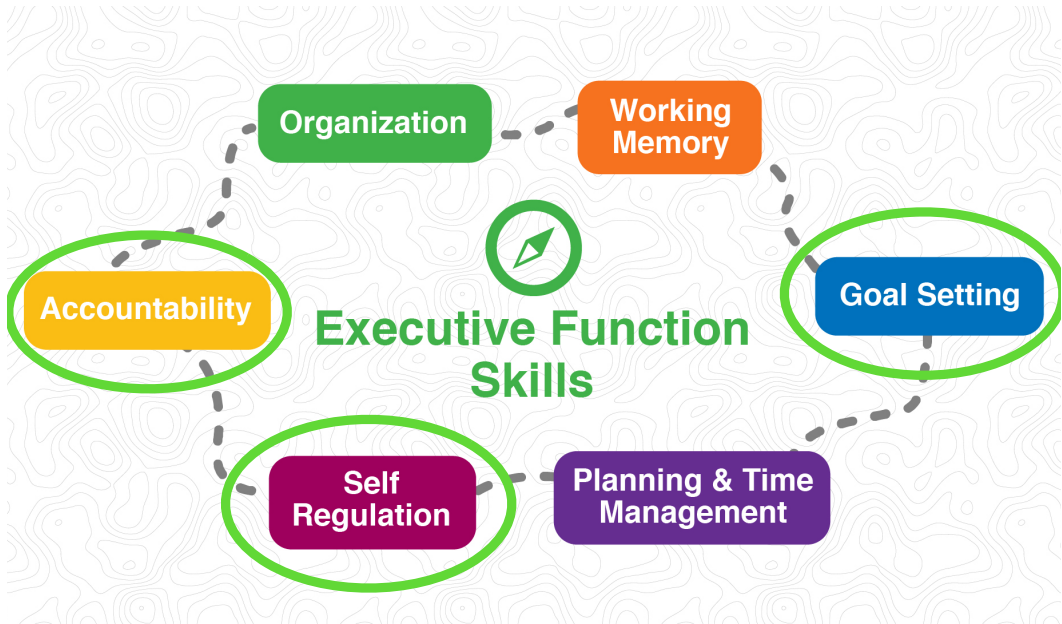 Organization
Working
Memory
Accountability
Executive Function
Skills
Goal Setting
Self
Regulation
Planning & Time
Management